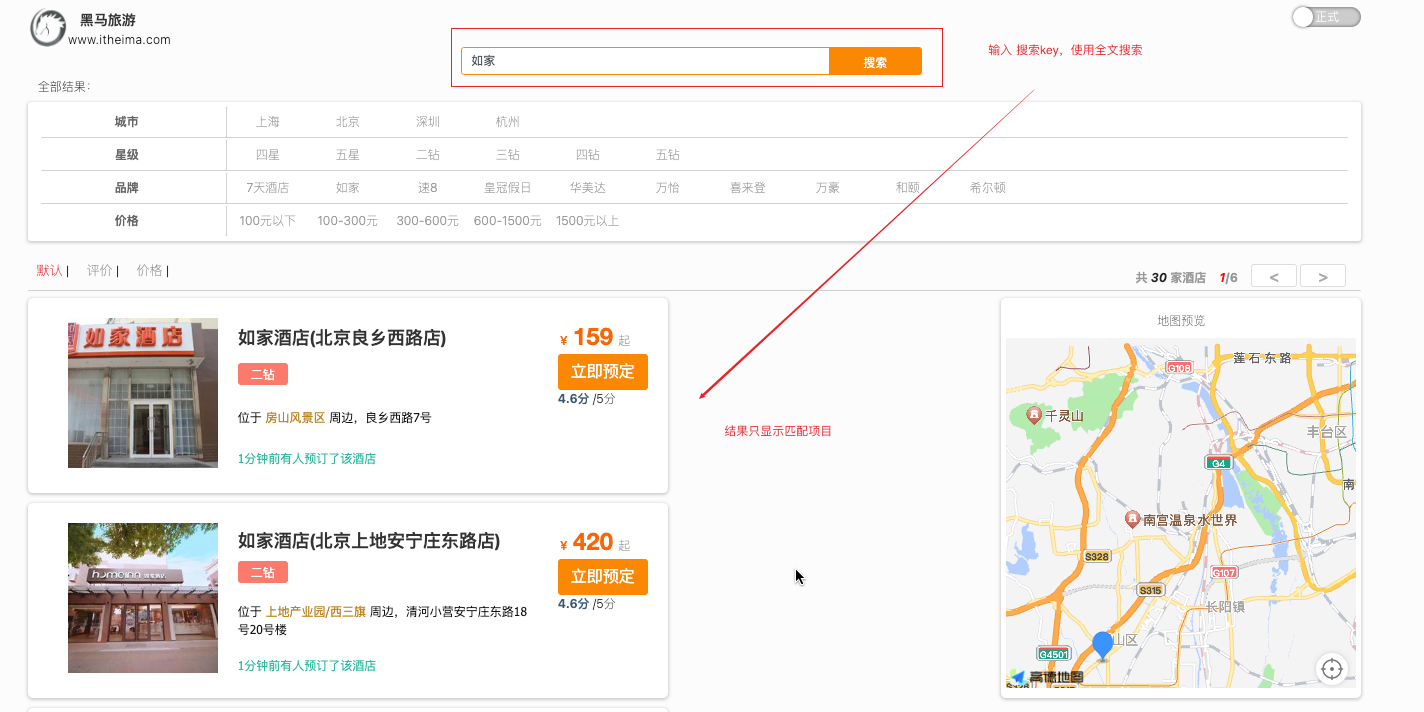 黑马旅游
www.itheima.com
正式
如家
搜索
输入 搜索key，使用全文搜索
全部结果：
城市 上海 北京 深圳 杭州
星级 四星 五星 二钻 三钻 四钻 五钻
品牌 7天酒店 如家 速8 皇冠假日 华美达 万怡 喜来登 万豪 和颐 希尔顿
价格 100元以下 100-300元 300-600元 600-1500元 1500元以上
默认 | 评价 | 价格 |
共 30 家酒店 1/6 < >
如家酒店
如家酒店(北京良乡西路店)
二钻
位于 房山风景区 周边，良乡西路7号
1分钟前有人预订了该酒店
¥ 159 起
立即预定
4.6分 /5分
结果只显示匹配项目
homeinn
如家酒店(北京上地安宁庄东路店)
二钻
位于 上地产业园/西三旗 周边，清河小营安宁庄东路18
号20号楼
1分钟前有人预订了该酒店
¥ 420 起
立即预定
4.6分 /5分
地图预览
莲石东路
G108
千灵山
丰台区
G4
南
南宫温泉水世界
S328
G107
S315
长阳镇
山区
G4501
高德地图